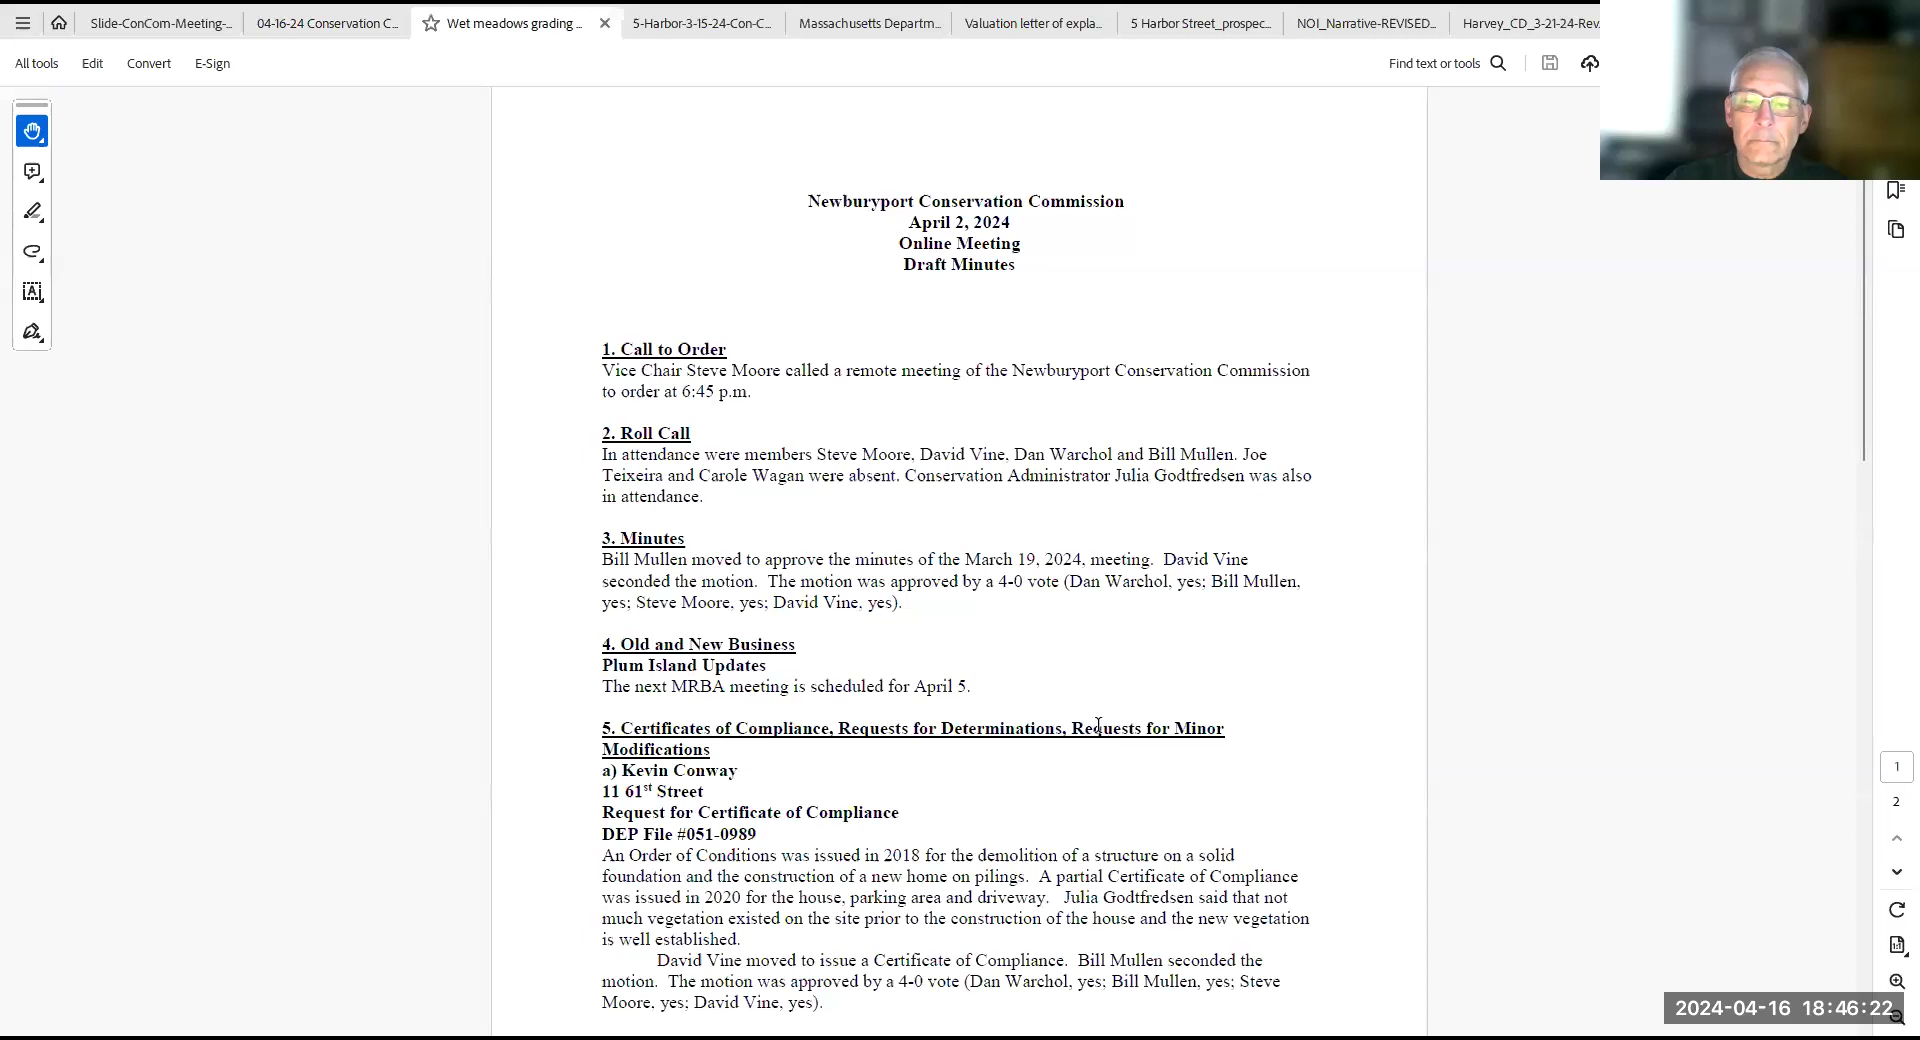 Slide-ConCom-Meeting-...
04-16-24 Conservation C...
Wet meadows grading ...
5-Harbor-3-15-24-Con-C...
Massachusetts Departm...
Valuation letter of expla...
5 Harbor Street_prospec...
NOI_Narrative-REVISED...
Harvey_CD_3-21-24-Rev.
All tools
Edit
Convert
E-Sign
Find text or tools
Newburyport Conservation Commission
April 2, 2024
Online Meeting
Draft Minutes
1. Call to Order
Vice Chair Steve Moore called a remote meeting of the Newburyport Conservation Commission
to order at 6:45 p.m.
2. Roll Call
In attendance were members Steve Moore, David Vine, Dan Warchol and Bill Mullen. Joe
Teixeira and Carole Wagan were absent. Conservation Administrator Julia Godtfredsen was also
in attendance.
3. Minutes
Bill Mullen moved to approve the minutes of the March 19, 2024, meeting.  David Vine
seconded the motion.  The motion was approved by a 4-0 vote (Dan Warchol, yes; Bill Mullen,
yes; Steve Moore, yes; David Vine, yes).
4. Old and New Business
Plum Island Updates
The next MRBA meeting is scheduled for April 5.
5. Certificates of Compliance, Requests for Determinations, Requests for Minor
Modifications
a) Kevin Conway
11 61st Street
Request for Certificate of Compliance
DEP File #051-0989
An Order of Conditions was issued in 2018 for the demolition of a structure on a solid
foundation and the construction of a new home on pilings.  A partial Certificate of Compliance
was issued in 2020 for the house, parking area and driveway.   Julia Godtfredsen said that not
much vegetation existed on the site prior to the construction of the house and the new vegetation
is well established.
David Vine moved to issue a Certificate of Compliance.  Bill Mullen seconded the
motion.  The motion was approved by a 4-0 vote (Dan Warchol, yes; Bill Mullen, yes; Steve
Moore, yes; David Vine, yes).
1
2
2024-04-16 18:46:22